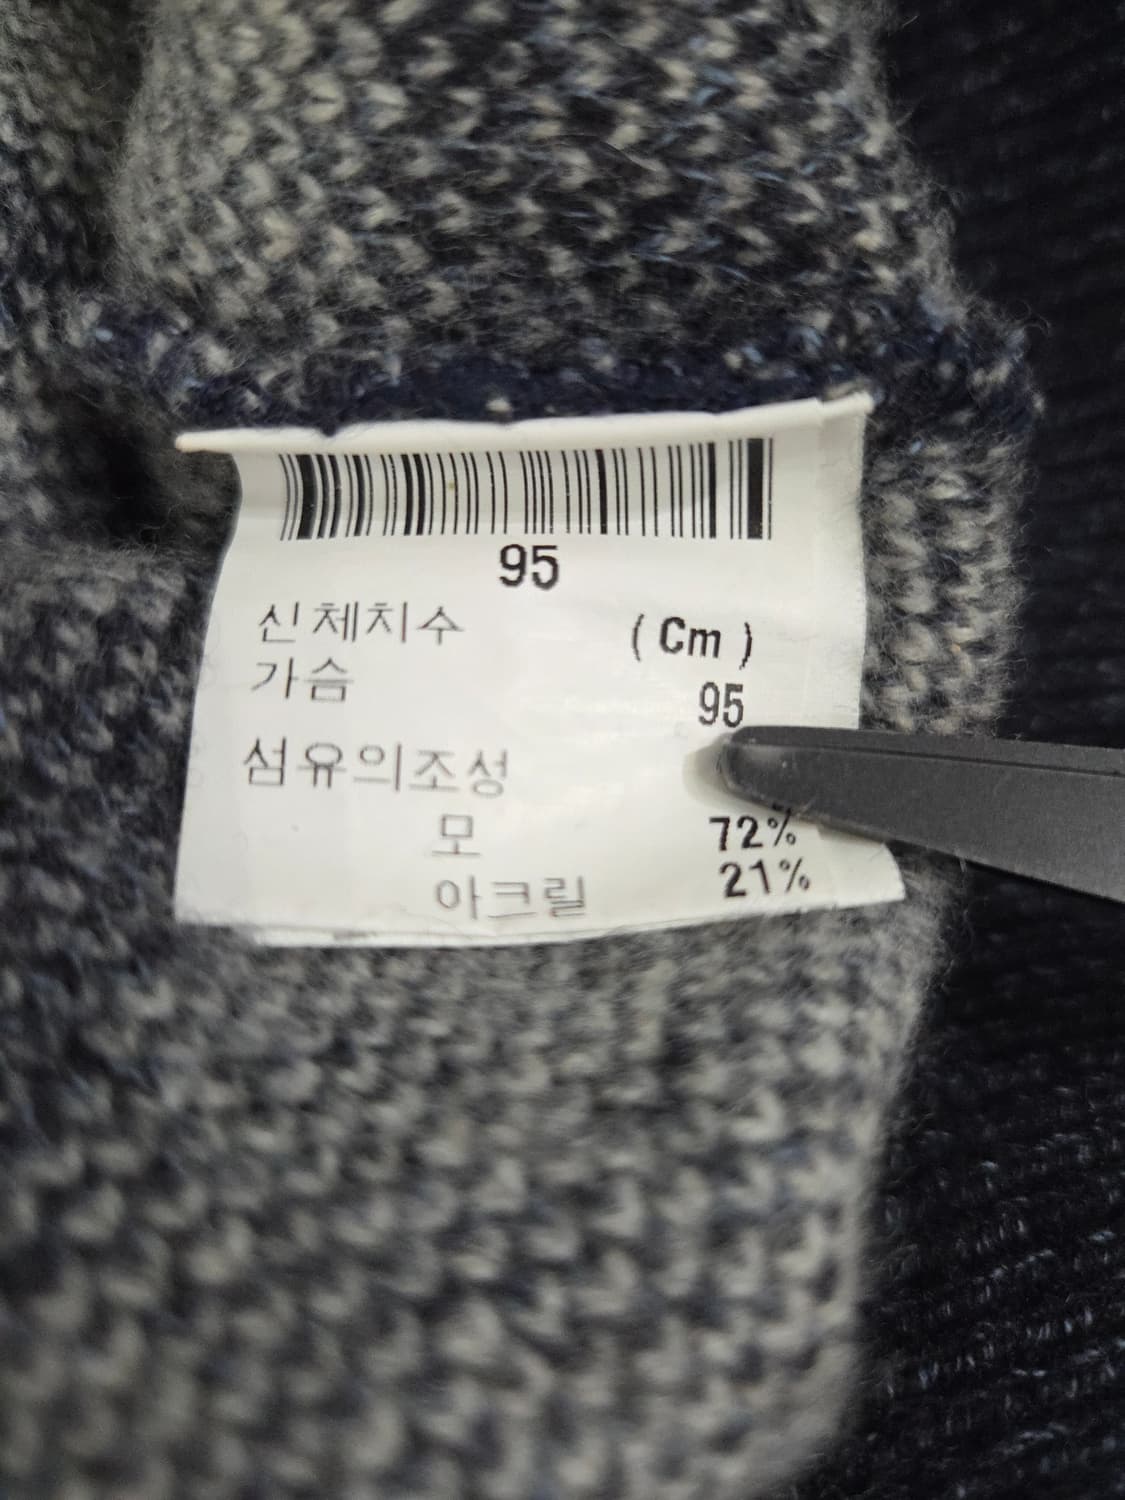 95
신체치수 (Cm)
가슴 95
섬유의조성
모 72%
아크릴 21%